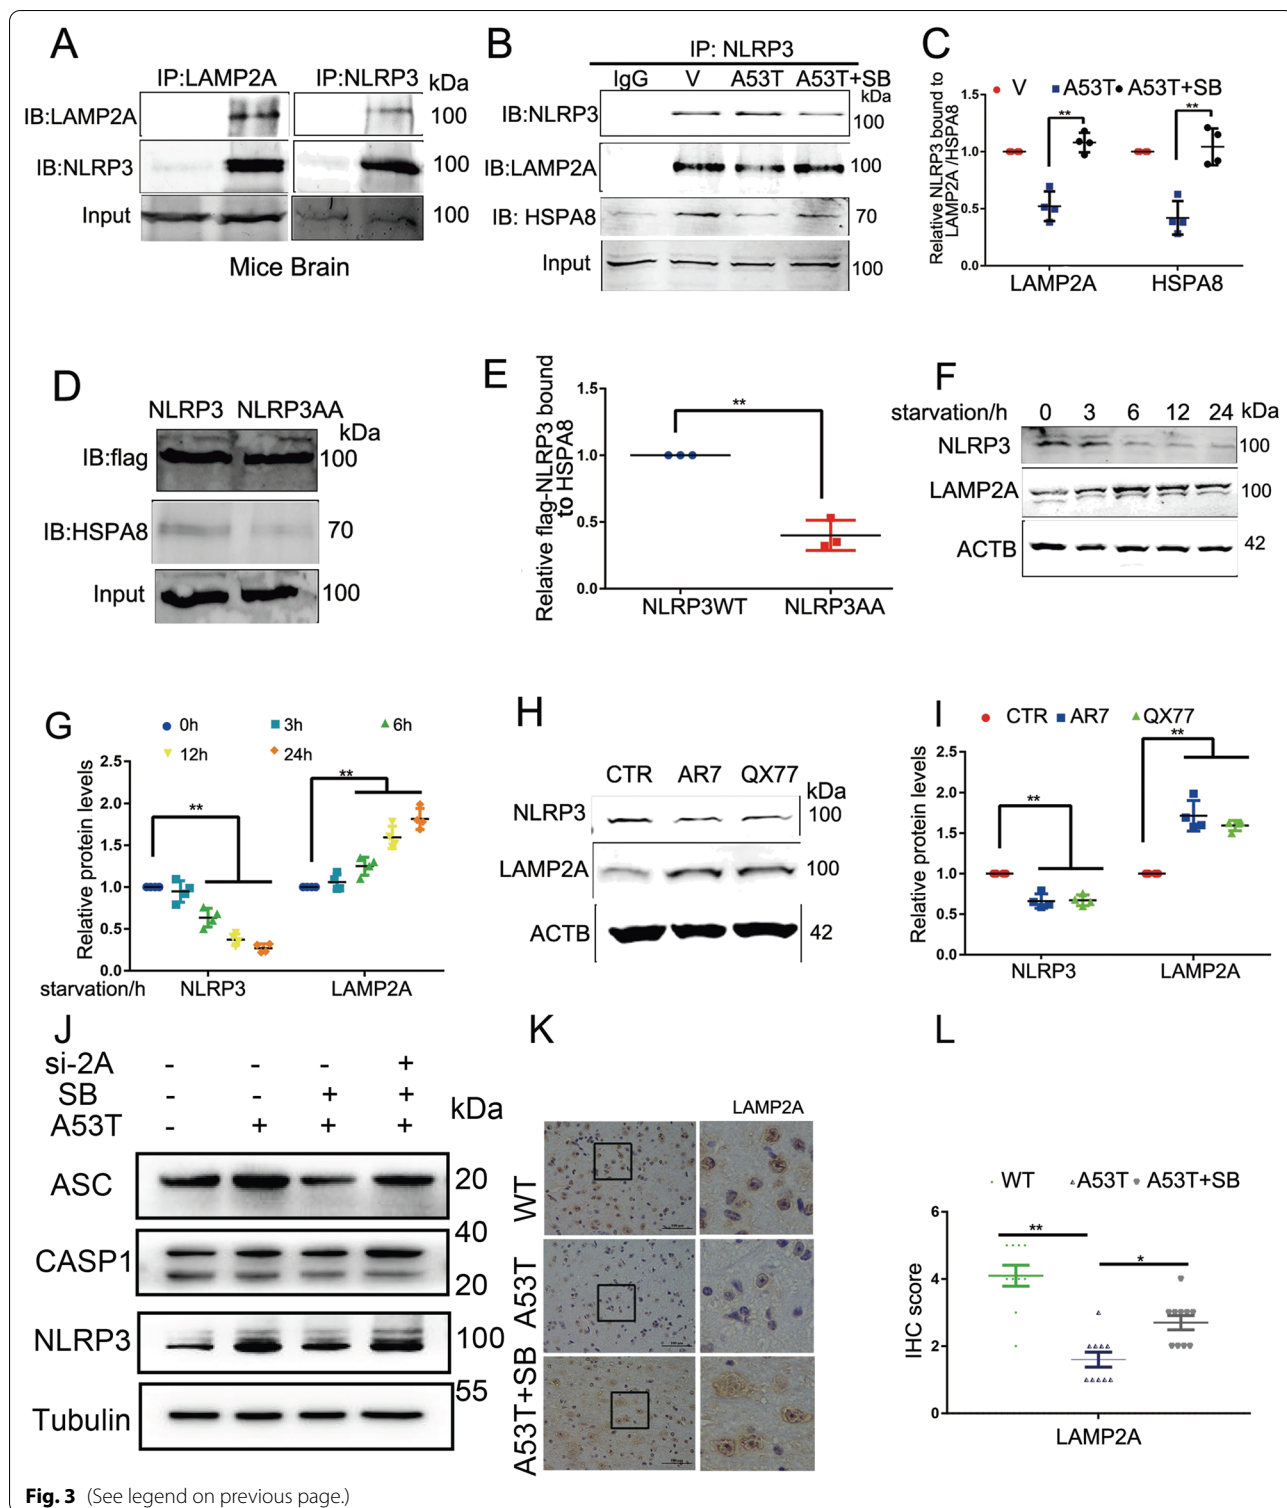 A
IP:LAMP2A IP:NLRP3 kDa
IB:LAMP2A 100
IB:NLRP3 100
Input 100
Mice Brain
B
IP: NLRP3
IgG V A53T A53T+SB
kDa
IB:NLRP3 100
IB:LAMP2A 100
IB: HSPA8 70
Input 100
C
V A53T A53T+SB
Relative NLRP3 bound to
LAMP2A /HSPA8
1.5
1.0
0.5
0.0
** **
LAMP2A HSPA8
D
NLRP3 NLRP3AA
kDa
IB:flag 100
IB:HSPA8 70
Input 100
E
Relative flag-NLRP3 bound
to HSPA8
1.5
1.0
0.5
0.0
**
NLRP3WT NLRP3AA
F
starvation/h 0 3 6 12 24 kDa
NLRP3 100
LAMP2A 100
ACTB 42
G
0h 3h 6h
12h 24h
Relative protein levels
2.5
2.0
1.5
1.0
0.5
0.0
** **
starvation/h NLRP3 LAMP2A
H
CTR AR7 QX77
kDa
NLRP3 100
LAMP2A 100
ACTB 42
I
CTR AR7 QX77
Relative protein levels
2.5
2.0
1.5
1.0
0.5
0.0
** **
NLRP3 LAMP2A
J
si-2A - - - +
SB - - + +
A53T - + + +
kDa
ASC 20
CASP1 40
20
NLRP3 100
Tubulin 55
K
LAMP2A
WT
A53T
A53T+SB
L
WT A53T A53T+SB
IHC score
6
4
2
0
** *
LAMP2A
Fig. 3 (See legend on previous page.)